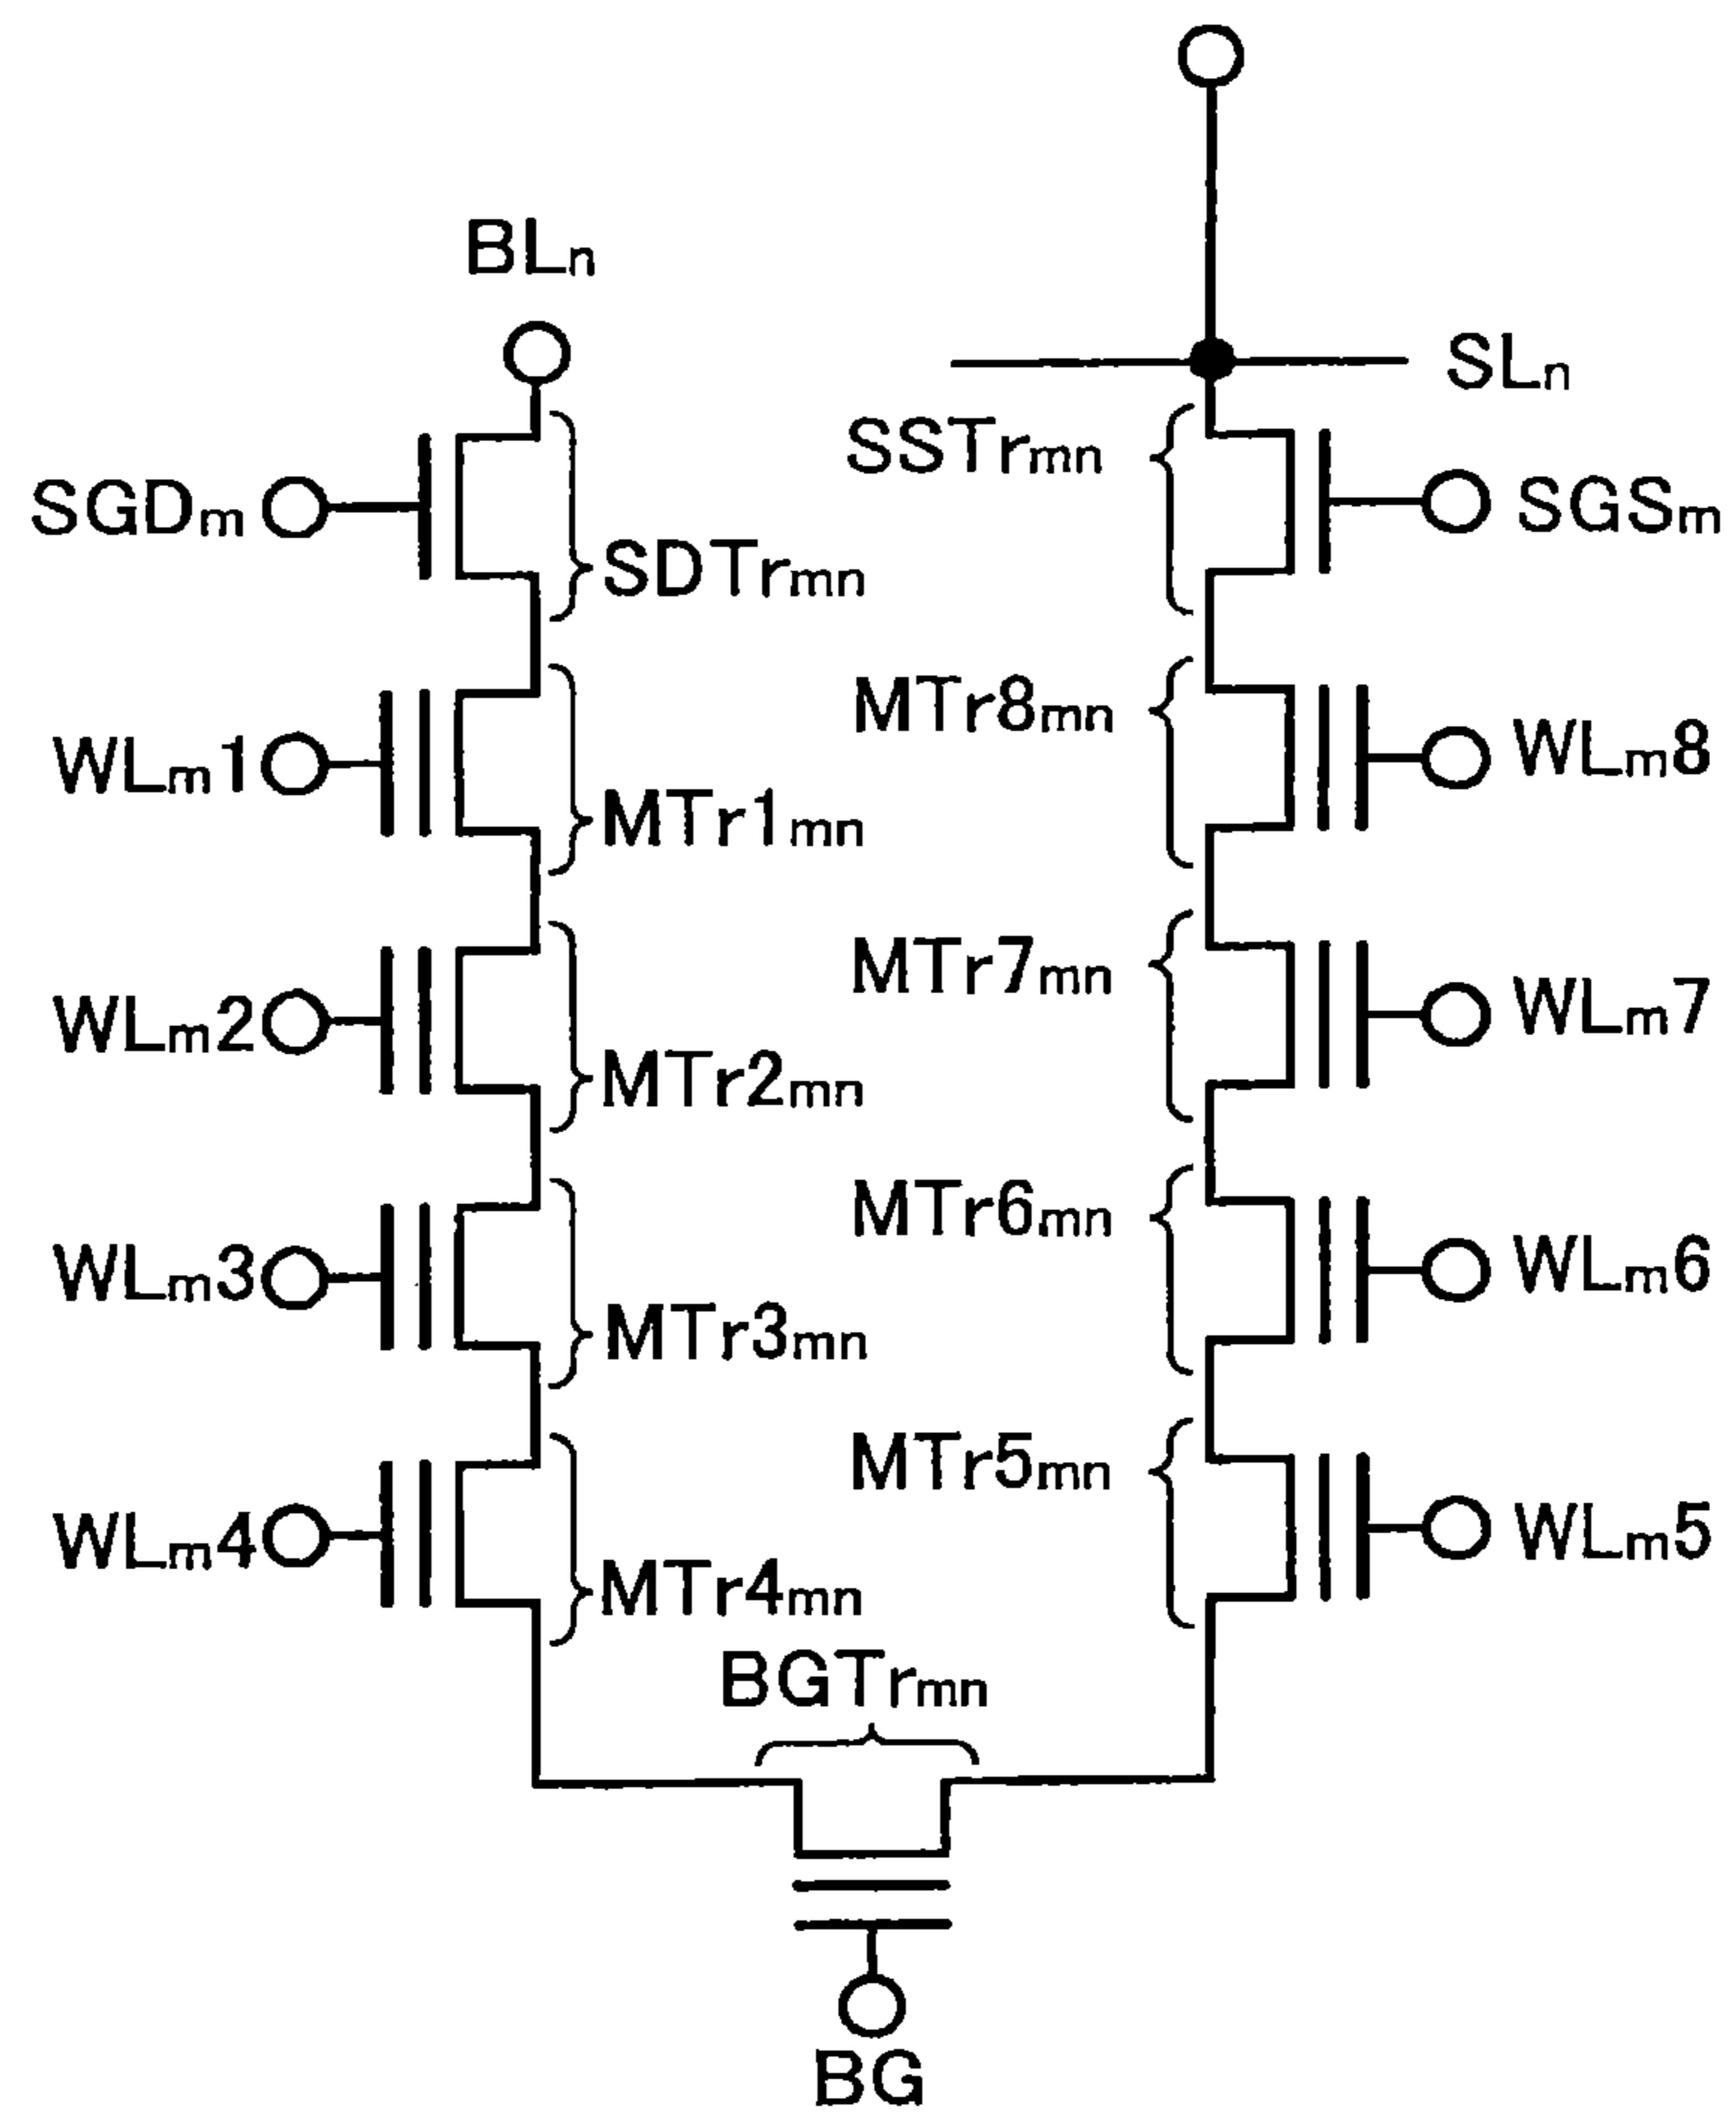 BLn
SLn
SSTrmn
SGDm
SGSm
SDTrmn
MTr8mn
WLm1
WLm8
MTr1mn
MTr7mn
WLm2
WLm7
MTr2mn
MTr6mn
WLm3
WLm6
MTr3mn
MTr5mn
WLm4
WLm5
MTr4mn
BGTrmn
BG